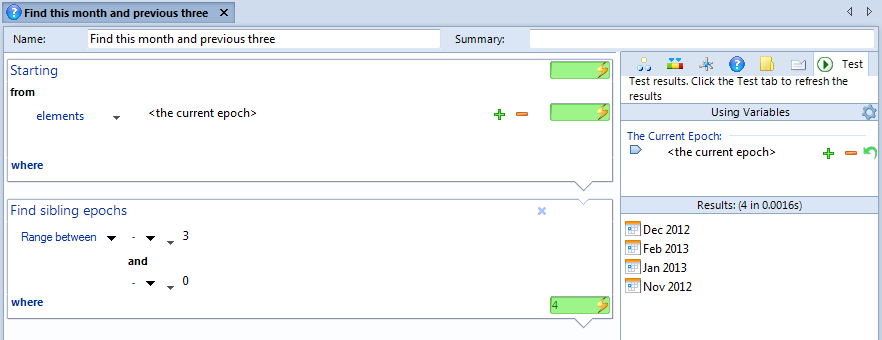 Find this month and previous three
Name: Find this month and previous three Summary:
Starting
from
elements <the current epoch>
where
Find sibling epochs
Range between - 3
and
- 0
where
4
Test
Test results. Click the Test tab to refresh the
results
Using Variables
The Current Epoch:
<the current epoch>
Results: (4 in 0.0016s)
Dec 2012
Feb 2013
Jan 2013
Nov 2012